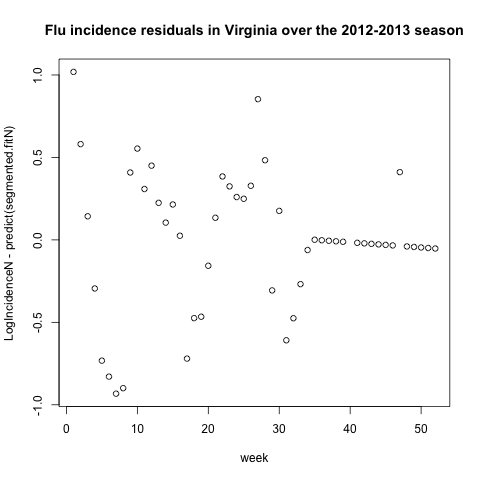 Flu incidence residuals in Virginia over the 2012-2013 season
LogIncidenceN - predict(segmented.fitN)
1.0
0.5
0.0
-0.5
-1.0
0 10 20 30 40 50
week